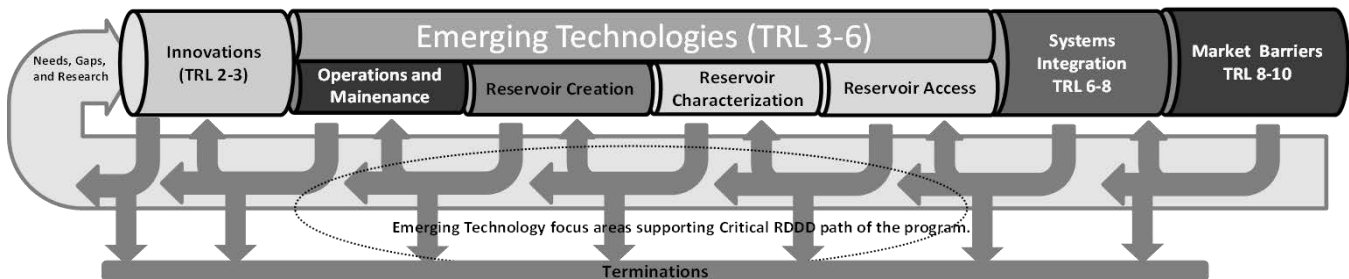 Needs, Gaps,
and Research
Innovations
(TRL 2-3)
Emerging Technologies (TRL 3-6)
Operations and
Mainenance
Reservoir Creation
Reservoir
Characterization
Reservoir Access
Systems
Integration
TRL 6-8
Market Barriers
TRL 8-10
Emerging Technology focus areas supporting Critical RDDD path of the program.
Terminations